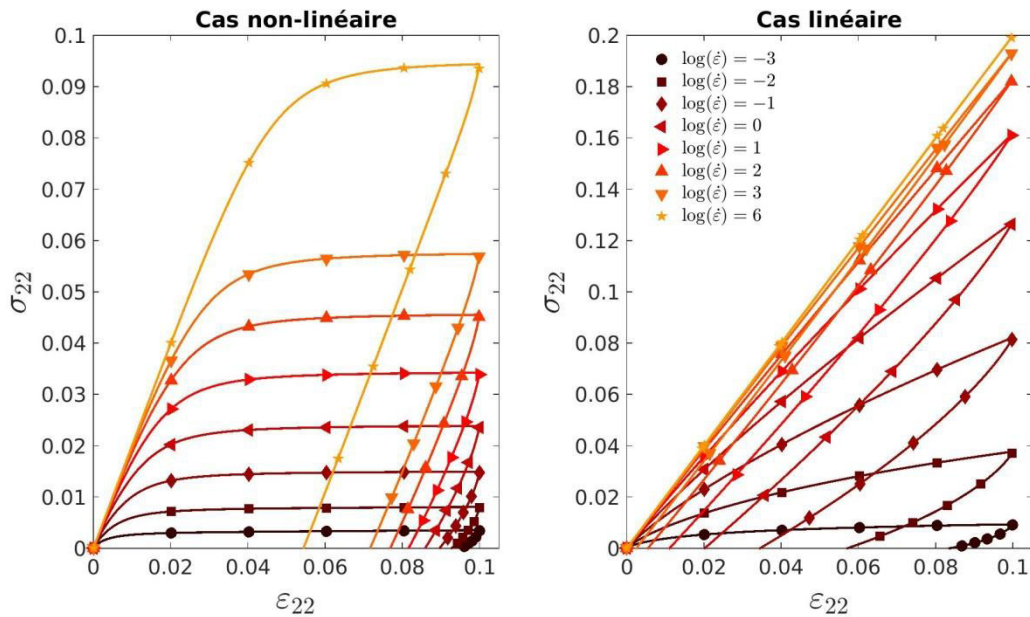 Cas non-linéaire
0.1
0.09
0.08
0.07
0.06
0.05
0.04
0.03
0.02
0.01
0
σ22
0 0.02 0.04 0.06 0.08 0.1
ε22
Cas linéaire
0.2
0.18
0.16
0.14
0.12
0.1
0.08
0.06
0.04
0.02
0
σ22
log(ε̇) = −3
log(ε̇) = −2
log(ε̇) = −1
log(ε̇) = 0
log(ε̇) = 1
log(ε̇) = 2
log(ε̇) = 3
log(ε̇) = 6
0 0.02 0.04 0.06 0.08 0.1
ε22